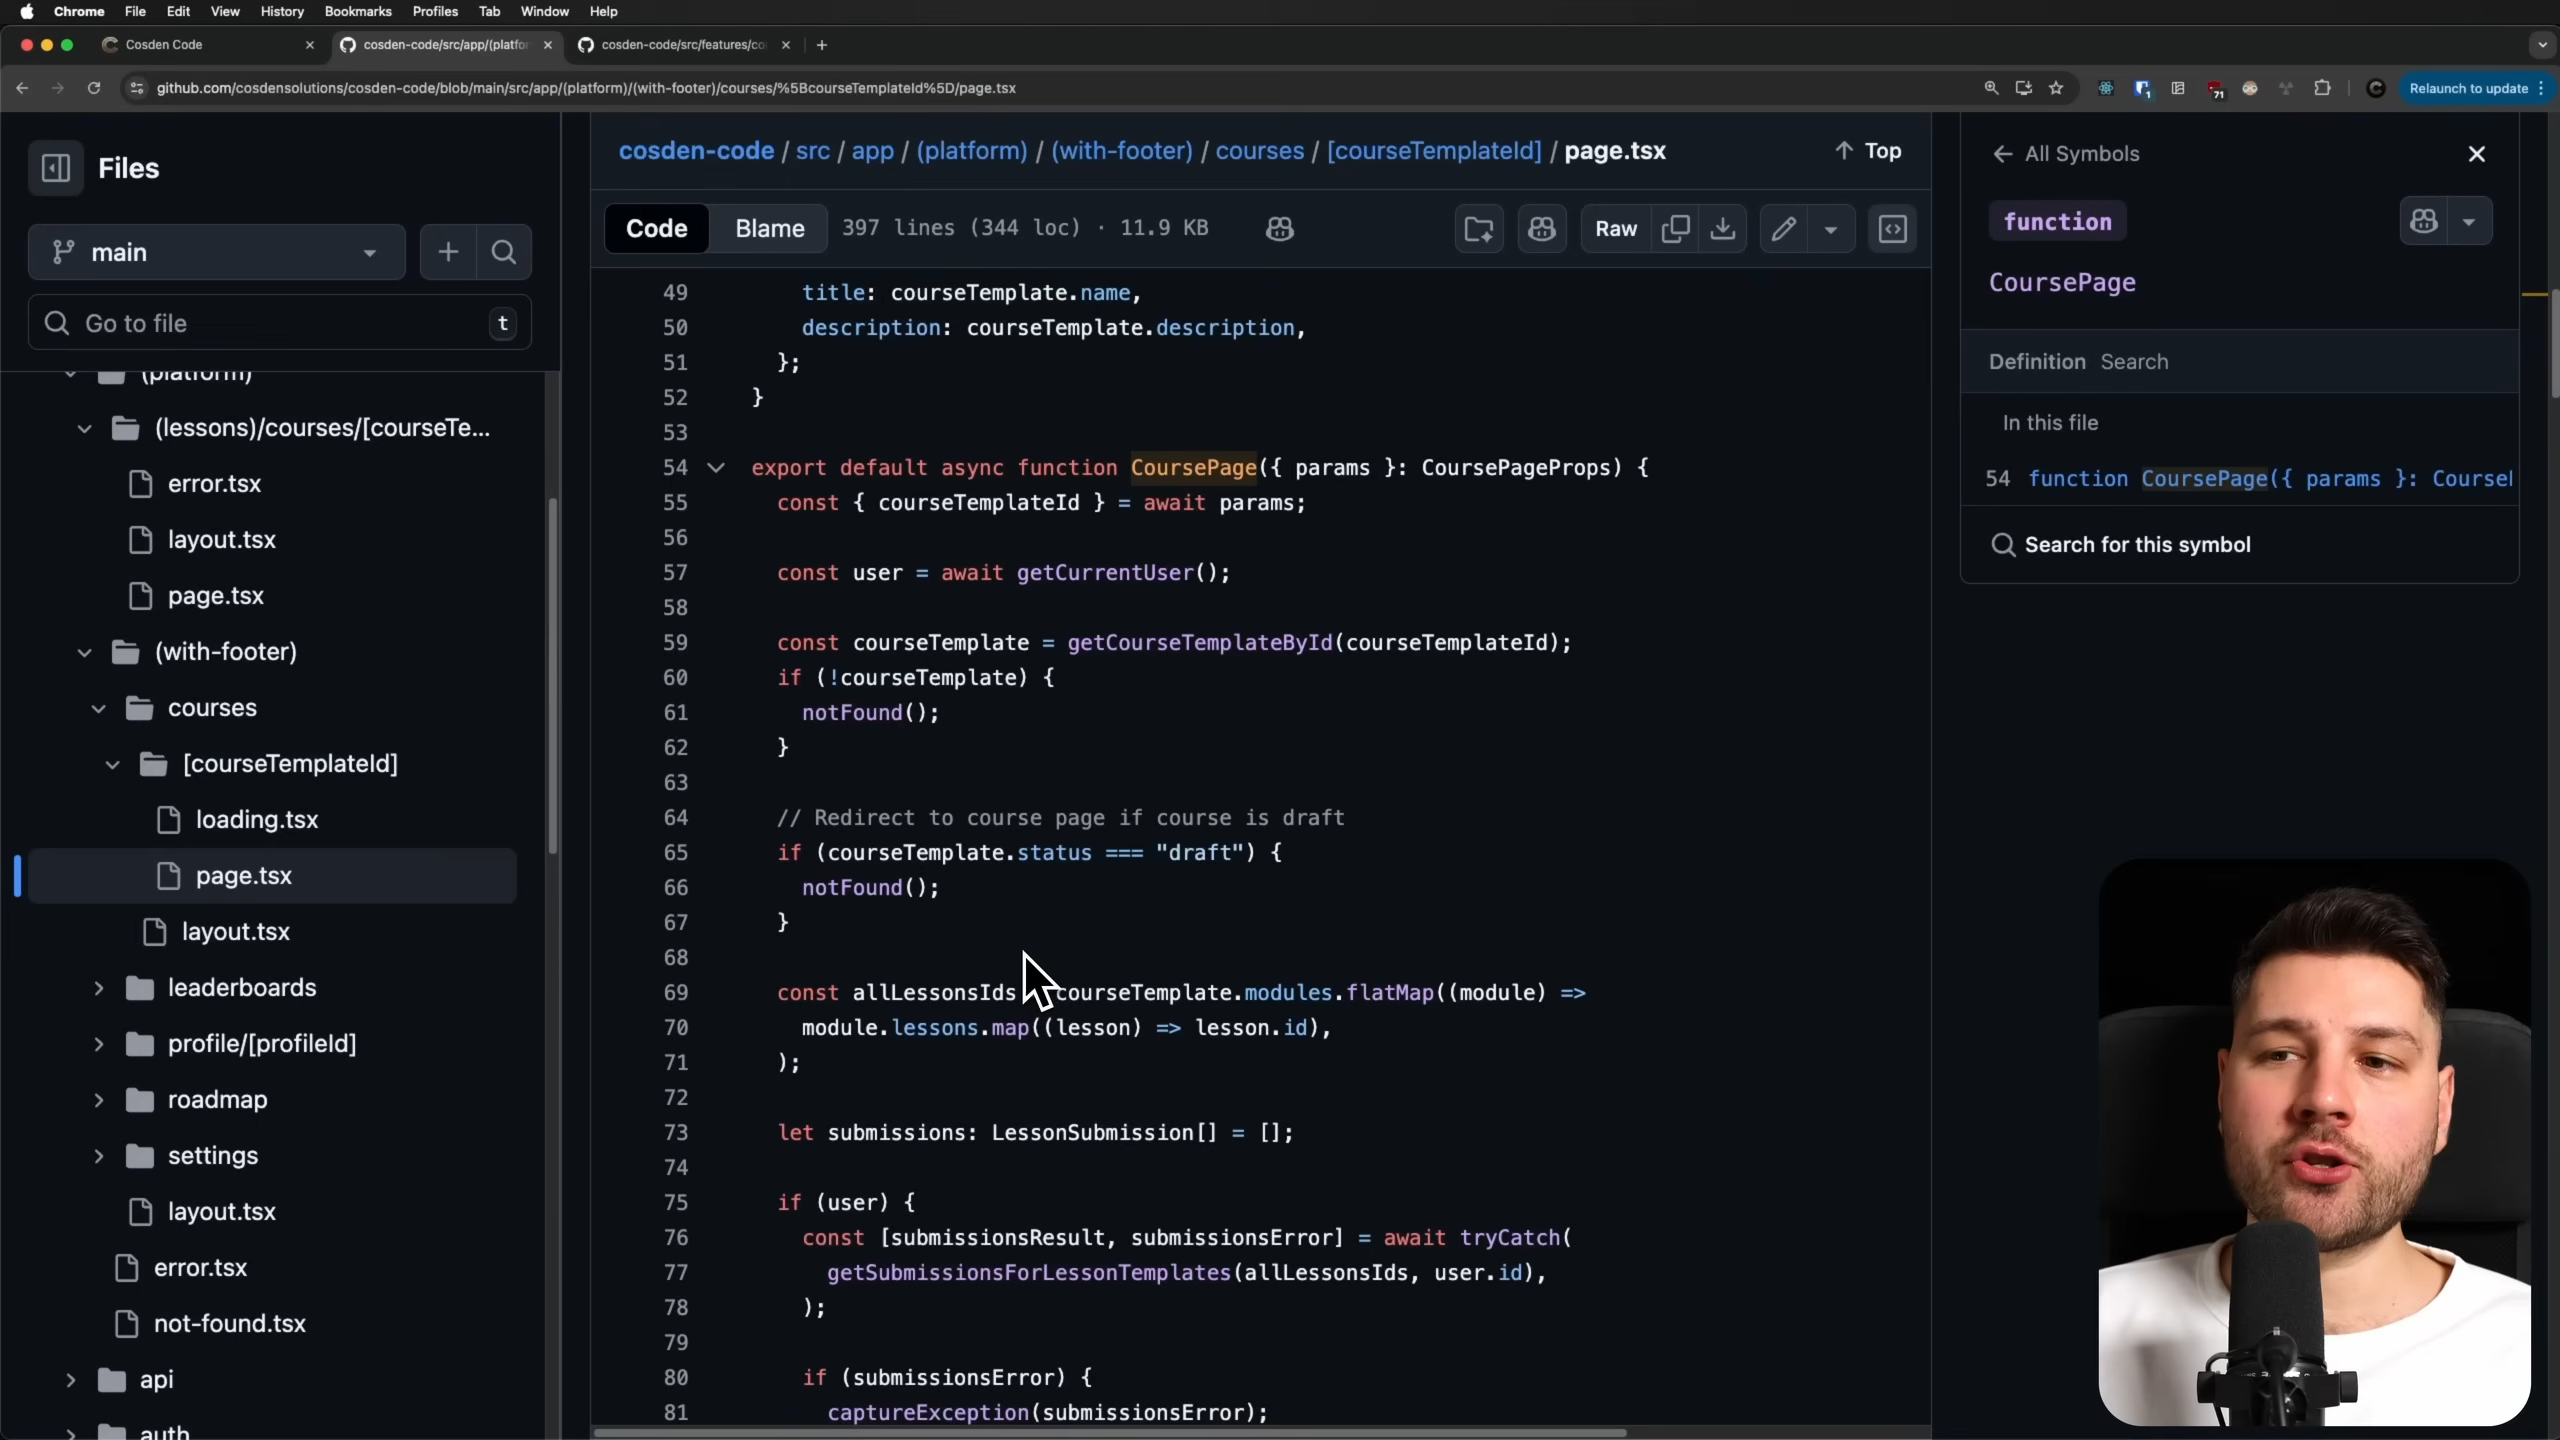 Chrome File Edit View History Bookmarks Profiles Tab Window Help
Cosden Code
cosden-code/src/app/(platfo
cosden-code/src/features/co
github.com/cosdensolutions/cosden-code/blob/main/src/app/(platform)/(with-footer)/courses/%5BcourseTemplateId%5D/page.tsx
1
71
Relaunch to update
Files
main
Go to file
t
(platform)
(lessons)/courses/[courseTe...
error.tsx
layout.tsx
page.tsx
(with-footer)
courses
[courseTemplateId]
loading.tsx
page.tsx
layout.tsx
leaderboards
profile/[profileId]
roadmap
settings
layout.tsx
error.tsx
not-found.tsx
api
auth
cosden-code / src / app / (platform) / (with-footer) / courses / [courseTemplateId] / page.tsx
Top
Code Blame 397 lines (344 loc) · 11.9 KB
Raw
49 title: courseTemplate.name,
50 description: courseTemplate.description,
51 };
52 }
53
54 export default async function CoursePage({ params }: CoursePageProps) {
55 const { courseTemplateId } = await params;
56
57 const user = await getCurrentUser();
58
59 const courseTemplate = getCourseTemplateById(courseTemplateId);
60 if (!courseTemplate) {
61 notFound();
62 }
63
64 // Redirect to course page if course is draft
65 if (courseTemplate.status === "draft") {
66 notFound();
67 }
68
69 const allLessonsIds courseTemplate.modules.flatMap((module) =>
70 module.lessons.map((lesson) => lesson.id),
71 );
72
73 let submissions: LessonSubmission[] = [];
74
75 if (user) {
76 const [submissionsResult, submissionsError] = await tryCatch(
77 getSubmissionsForLessonTemplates(allLessonsIds, user.id),
78 );
79
80 if (submissionsError) {
81 captureException(submissionsError);
All Symbols
function
CoursePage
Definition Search
In this file
54 function CoursePage({ params }: Course
Search for this symbol